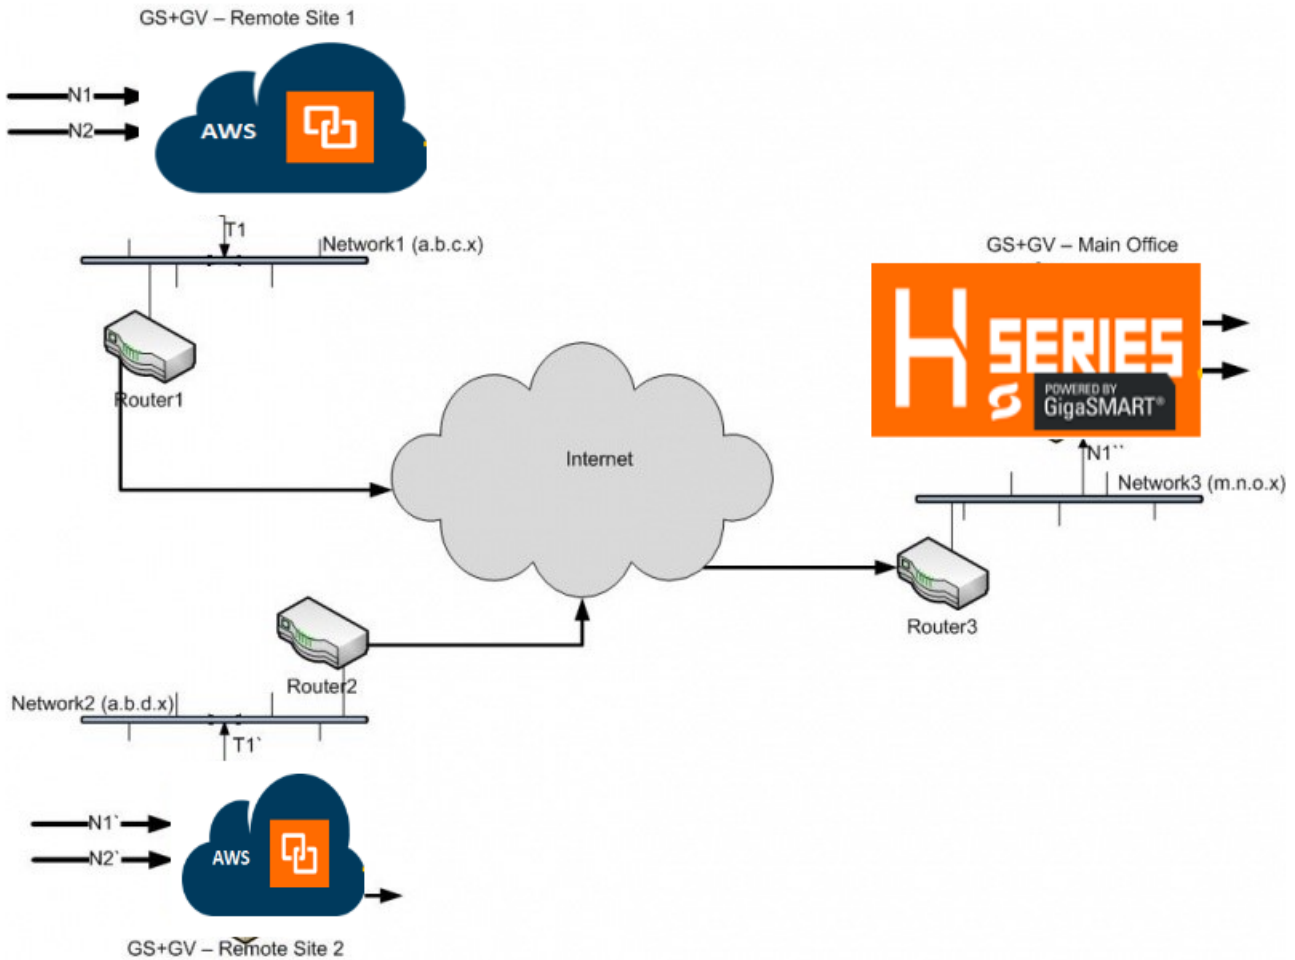 GS+GV – Remote Site 1
N1
N2
AWS
T1
Network1 (a.b.c.x)
Router1
GS+GV – Main Office
H SERIES
POWERED BY
GigaSMART®
N1``
Network3 (m.n.o.x)
Internet
Router3
Router2
Network2 (a.b.d.x)
T1`
N1`
N2`
AWS
GS+GV – Remote Site 2